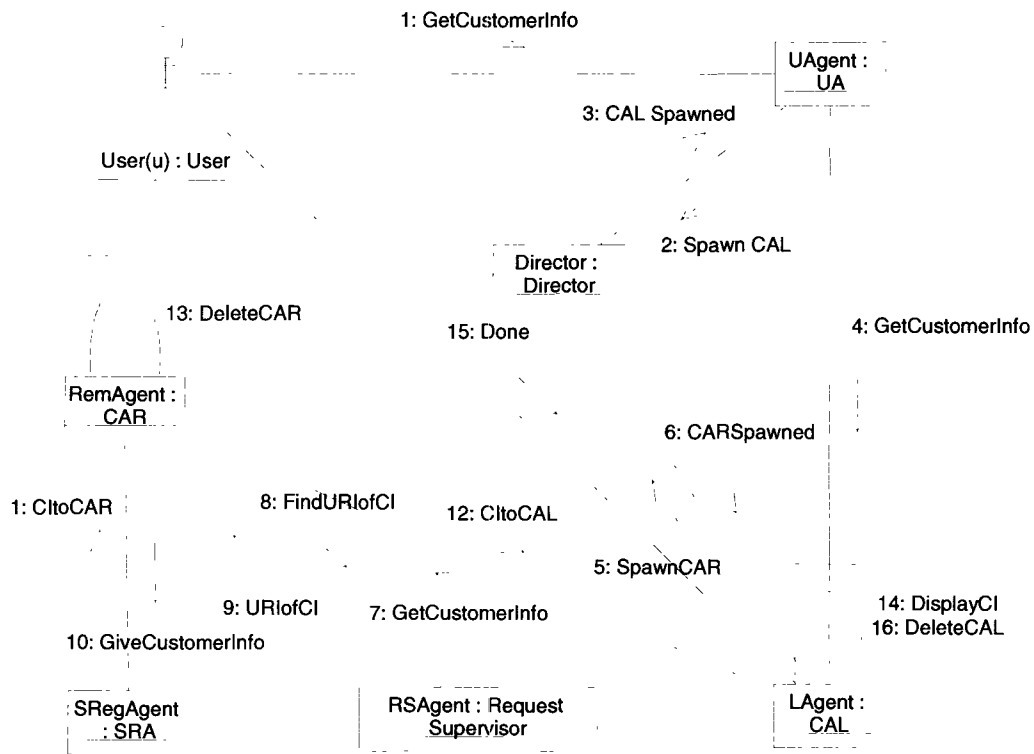 1: GetCustomerInfo
UAgent :
UA
3: CAL Spawned
User(u) : User
2: Spawn CAL
Director :
Director
13: DeleteCAR
15: Done
4: GetCustomerInfo
RemAgent :
CAR
6: CARSpawned
1: CItoCAR
8: FindURIofCI
12: CItoCAL
5: SpawnCAR
9: URIofCI
7: GetCustomerInfo
14: DisplayCI
16: DeleteCAL
10: GiveCustomerInfo
SRegAgent
: SRA
RSAgent : Request
Supervisor
LAgent :
CAL